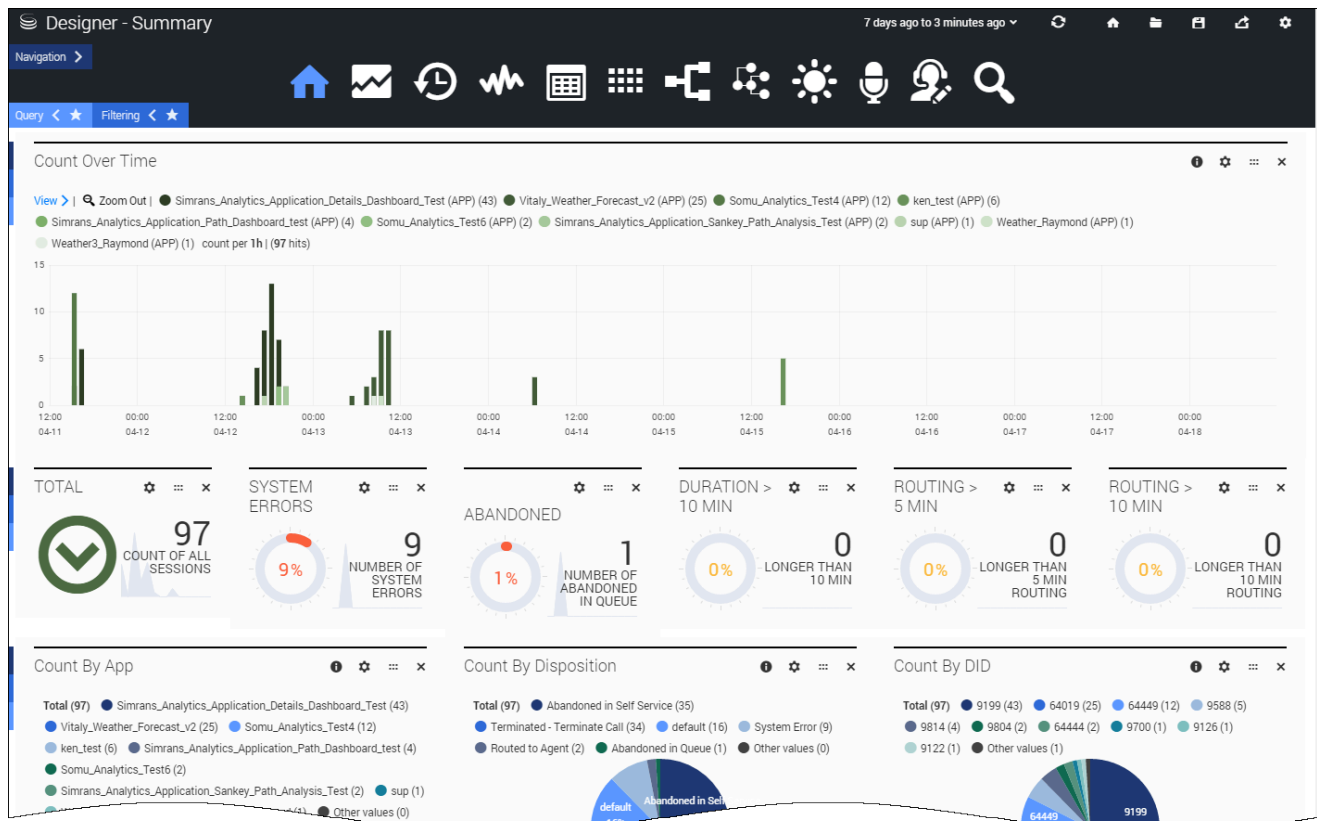 Designer - Summary
7 days ago to 3 minutes ago
Navigation
Query
Filtering
Count Over Time
View | Zoom Out | Simrans_Analytics_Application_Details_Dashboard_Test (APP) (43) Vitaly_Weather_Forecast_v2 (APP) (25) Somu_Analytics_Test4 (APP) (12) ken_test (APP) (6)
Simrans_Analytics_Application_Path_Dashboard_test (APP) (4) Somu_Analytics_Test6 (APP) (2) Simrans_Analytics_Application_Sankey_Path_Analysis_Test (APP) (2) sup (APP) (1) Weather_Raymond (APP) (1)
Weather3_Raymond (APP) (1) count per 1h | (97 hits)
15
10
5
0
12:00 00:00 12:00 00:00 12:00 00:00 12:00 00:00 12:00 00:00 12:00 00:00 12:00 00:00
04-11 04-12 04-12 04-13 04-13 04-14 04-14 04-15 04-15 04-16 04-16 04-17 04-17 04-18
TOTAL
97
COUNT OF ALL
SESSIONS
SYSTEM
ERRORS
9%
9
NUMBER OF
SYSTEM
ERRORS
ABANDONED
1%
1
NUMBER OF
ABANDONED
IN QUEUE
DURATION >
10 MIN
0%
0
LONGER THAN
10 MIN
ROUTING >
5 MIN
0%
0
LONGER THAN
5 MIN
ROUTING
ROUTING >
10 MIN
0%
0
LONGER THAN
10 MIN
ROUTING
Count By App
Total (97) Simrans_Analytics_Application_Details_Dashboard_Test (43)
Vitaly_Weather_Forecast_v2 (25) Somu_Analytics_Test4 (12)
ken_test (6) Simrans_Analytics_Application_Path_Dashboard_test (4)
Somu_Analytics_Test6 (2)
Simrans_Analytics_Application_Sankey_Path_Analysis_Test (2) sup (1)
Other values (0)
Count By Disposition
Total (97) Abandoned in Self Service (35)
Terminated - Terminate Call (34) default (16) System Error (9)
Routed to Agent (2) Abandoned in Queue (1) Other values (0)
Abandoned in Self
default
Count By DID
Total (97) 9199 (43) 64019 (25) 64449 (12) 9588 (5)
9814 (4) 9804 (2) 64444 (2) 9700 (1) 9126 (1)
9122 (1) Other values (1)
9199
64449